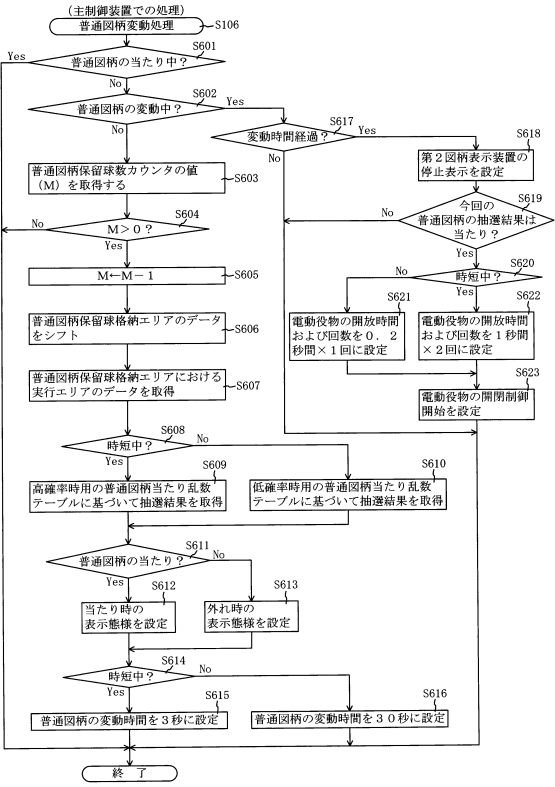 (主制御装置での処理)
普通図柄変動処理
S106
S601
Yes
普通図柄の当たり中？
No
S602
普通図柄の変動中？
Yes
No
S617
変動時間経過？
Yes
No
S618
第２図柄表示装置の
停止表示を設定
S603
普通図柄保留球数カウンタの値
(M)を取得する
S619
今回の
普通図柄の抽選結果は
当たり？
No
Yes
S604
M＞０？
No
Yes
S620
時短中？
No
Yes
S605
M←M－１
S621
電動役物の開放時間
および回数を０．２
秒間×１回に設定
S622
電動役物の開放時間
および回数を１秒間
×２回に設定
S606
普通図柄保留球格納エリアのデータ
をシフト
S623
電動役物の開閉制御
開始を設定
S607
普通図柄保留球格納エリアにおける
実行エリアのデータを取得
S608
時短中？
No
Yes
S609
高確率時用の普通図柄当たり乱数
テーブルに基づいて抽選結果を取得
S610
低確率時用の普通図柄当たり乱数
テーブルに基づいて抽選結果を取得
S611
普通図柄の当たり？
No
Yes
S612
当たり時の
表示態様を設定
S613
外れ時の
表示態様を設定
S614
時短中？
No
Yes
S615
普通図柄の変動時間を３秒に設定
S616
普通図柄の変動時間を３０秒に設定
終 了